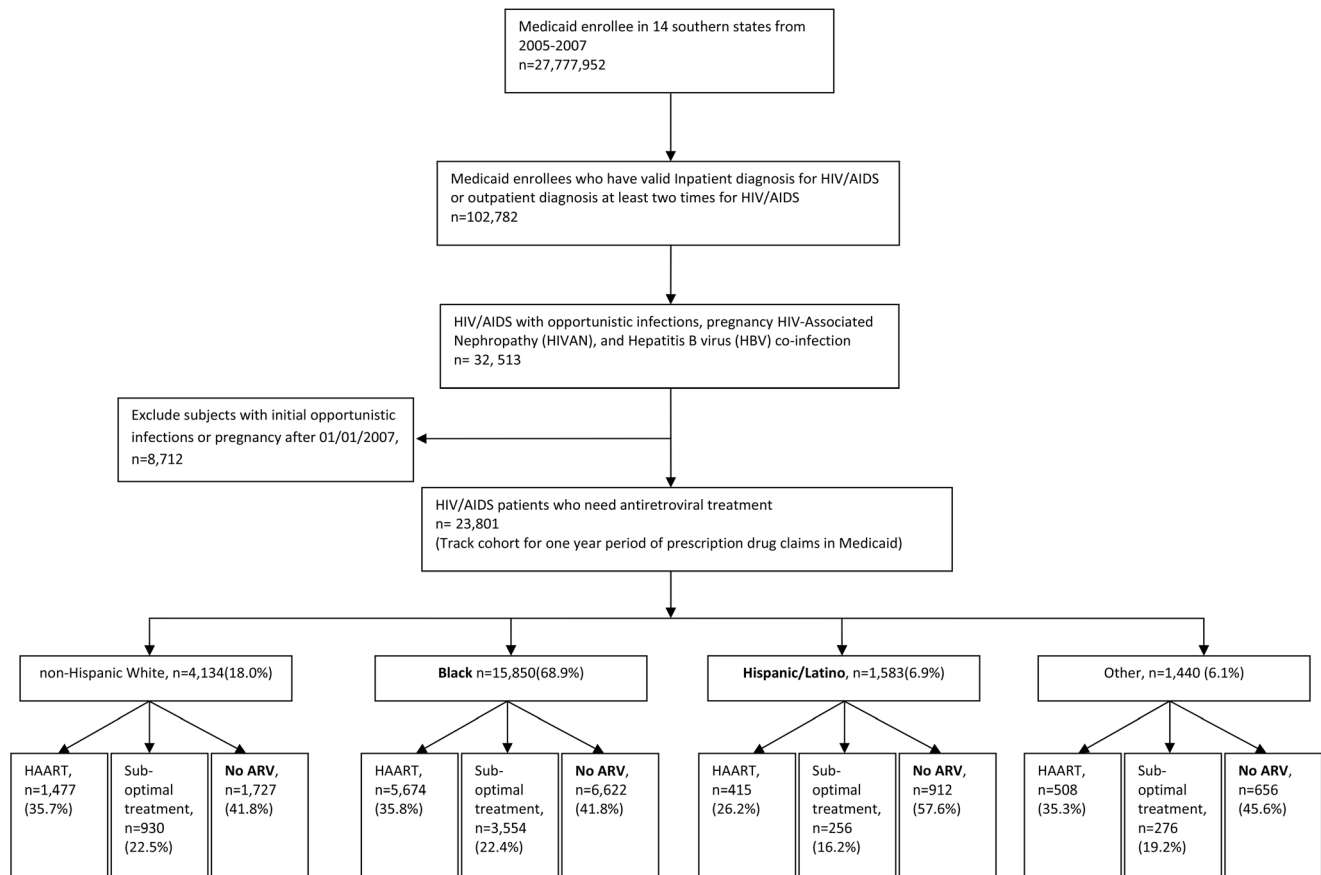 Medicaid enrollee in 14 southern states from
2005-2007
n=27,777,952
Medicaid enrollees who have valid Inpatient diagnosis for HIV/AIDS
or outpatient diagnosis at least two times for HIV/AIDS
n=102,782
HIV/AIDS with opportunistic infections, pregnancy HIV-Associated
Nephropathy (HIVAN), and Hepatitis B virus (HBV) co-infection
n= 32, 513
Exclude subjects with initial opportunistic
infections or pregnancy after 01/01/2007,
n=8,712
HIV/AIDS patients who need antiretroviral treatment
n= 23,801
(Track cohort for one year period of prescription drug claims in Medicaid)
non-Hispanic White, n=4,134(18.0%)
Black n=15,850(68.9%)
Hispanic/Latino, n=1,583(6.9%)
Other, n=1,440 (6.1%)
HAART,
n=1,477
(35.7%)
Sub-
optimal
treatment,
n=930
(22.5%)
No ARV,
n=1,727
(41.8%)
HAART,
n=5,674
(35.8%)
Sub-
optimal
treatment,
n=3,554
(22.4%)
No ARV,
n=6,622
(41.8%)
HAART,
n=415
(26.2%)
Sub-
optimal
treatment,
n=256
(16.2%)
No ARV,
n=912
(57.6%)
HAART,
n=508
(35.3%)
Sub-
optimal
treatment,
n=276
(19.2%)
No ARV,
n=656
(45.6%)